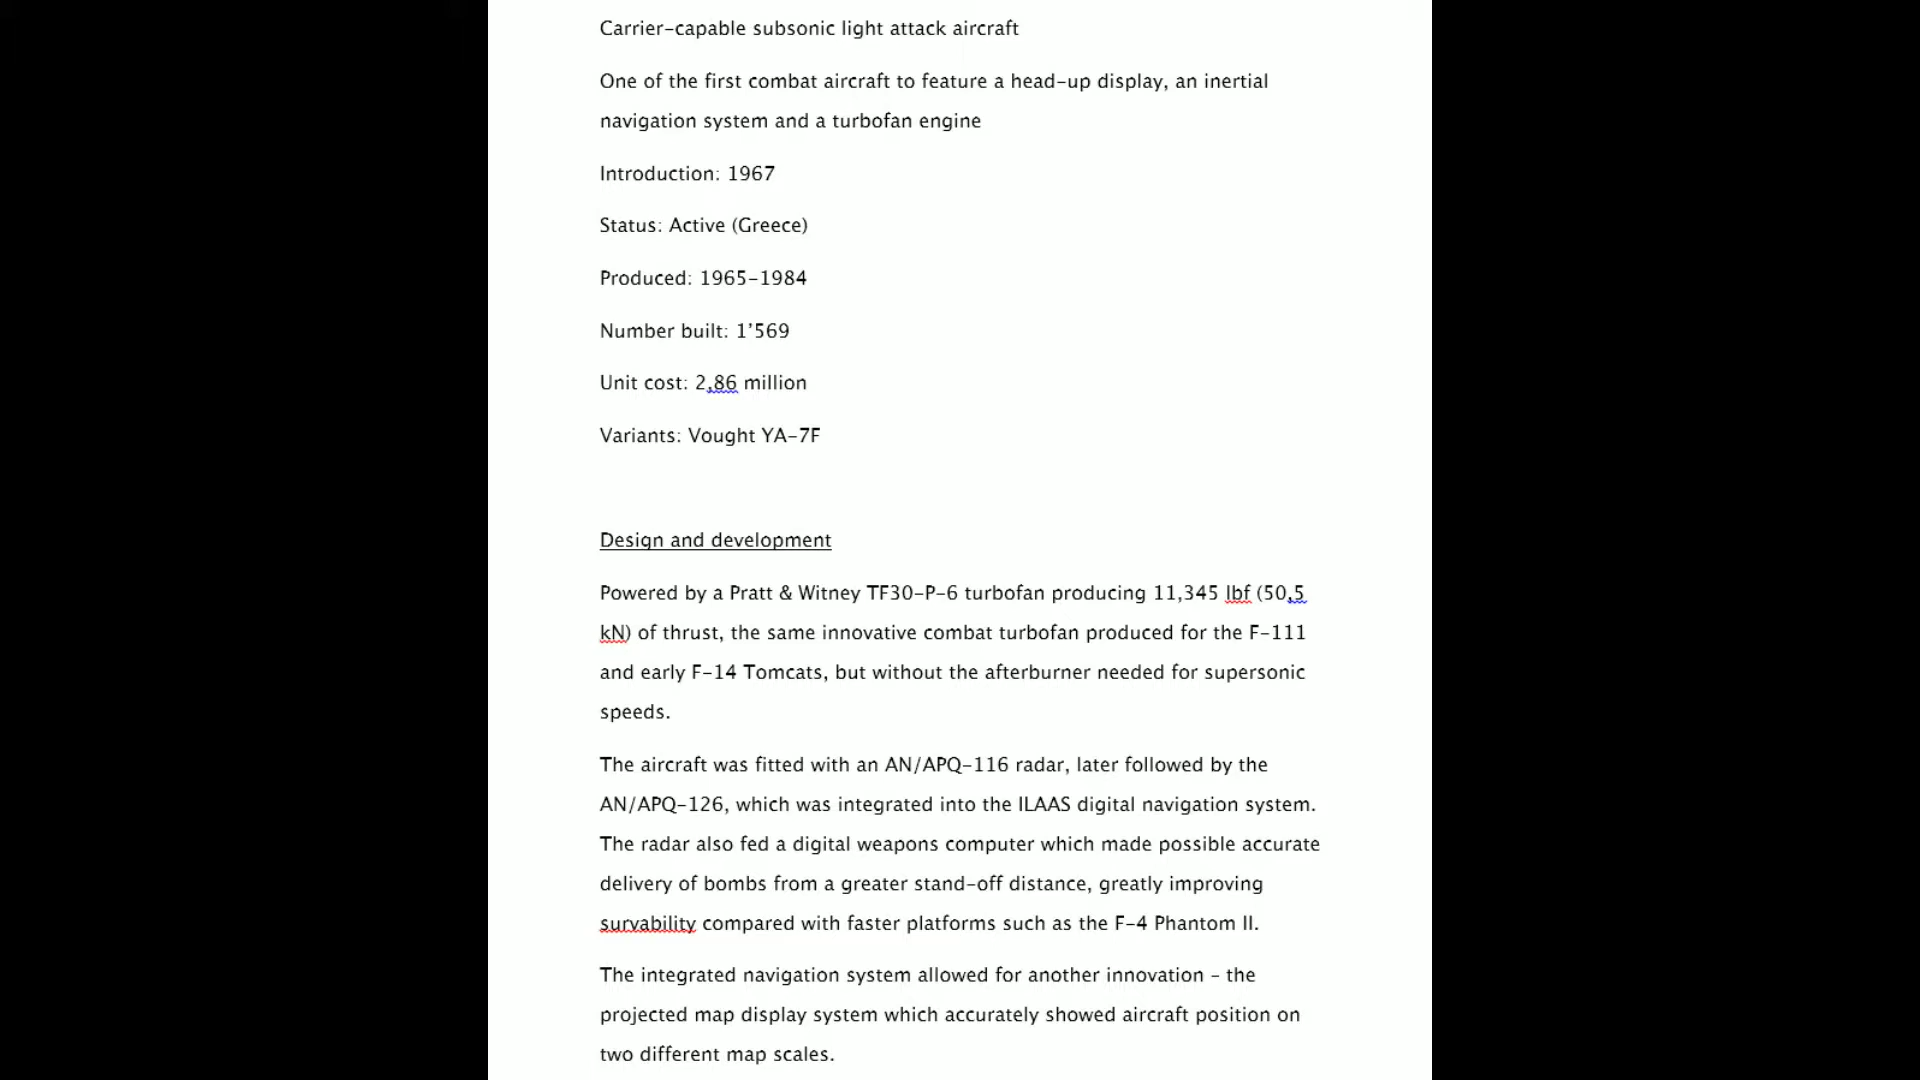 Carrier-capable subsonic light attack aircraft
One of the first combat aircraft to feature a head-up display, an inertial
navigation system and a turbofan engine
Introduction: 1967
Status: Active (Greece)
Produced: 1965-1984
Number built: 1'569
Unit cost: 2,86 million
Variants: Vought YA-7F
Design and development
Powered by a Pratt & Witney TF30-P-6 turbofan producing 11,345 lbf (50,5
kN) of thrust, the same innovative combat turbofan produced for the F-111
and early F-14 Tomcats, but without the afterburner needed for supersonic
speeds.
The aircraft was fitted with an AN/APQ-116 radar, later followed by the
AN/APQ-126, which was integrated into the ILAAS digital navigation system.
The radar also fed a digital weapons computer which made possible accurate
delivery of bombs from a greater stand-off distance, greatly improving
survability compared with faster platforms such as the F-4 Phantom II.
The integrated navigation system allowed for another innovation – the
projected map display system which accurately showed aircraft position on
two different map scales.